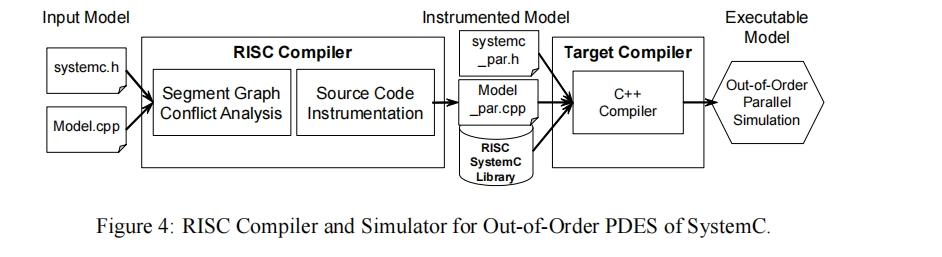 Input Model
Instrumented Model
Executable
Model
systemc.h
Model.cpp
RISC Compiler
Segment Graph
Conflict Analysis
Source Code
Instrumentation
systemc
_par.h
Model
_par.cpp
RISC
SystemC
Library
Target Compiler
C++
Compiler
Out-of-Order
Parallel
Simulation
Figure 4: RISC Compiler and Simulator for Out-of-Order PDES of SystemC.